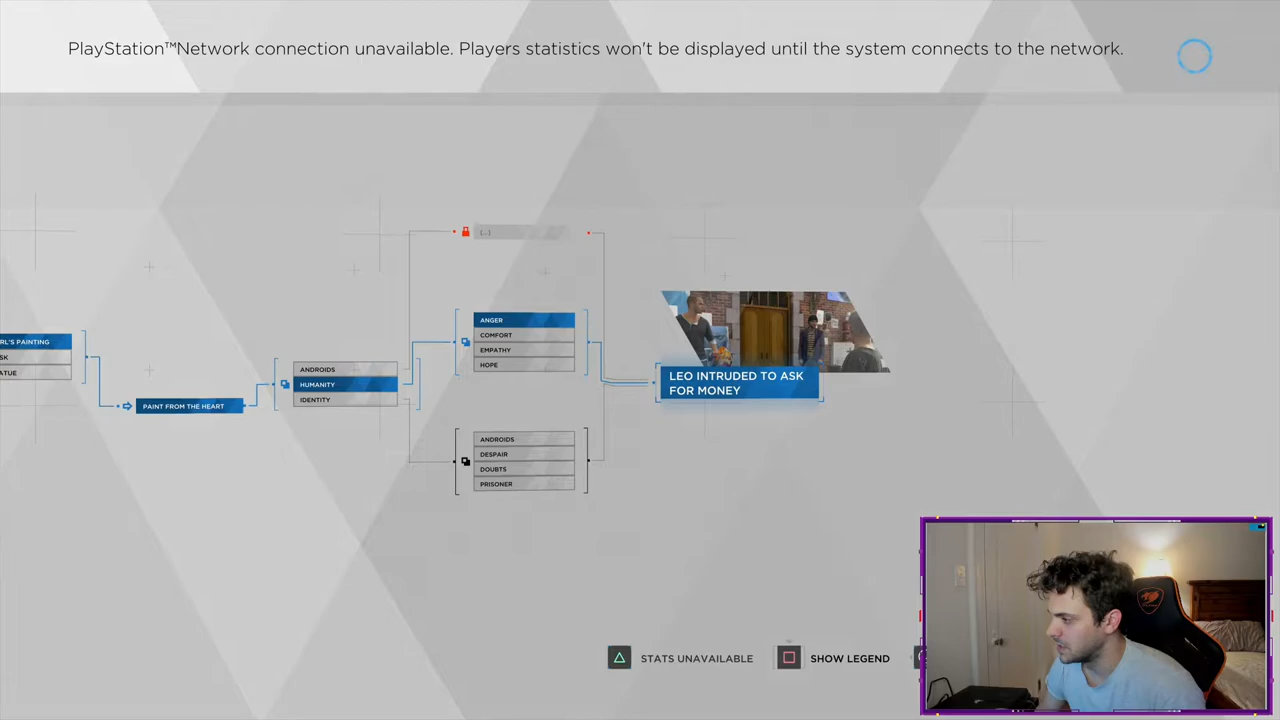 PlayStation™Network connection unavailable. Players statistics won't be displayed until the system connects to the network.
{...}
ANGER
COMFORT
EMPATHY
HOPE
RL'S PAINTING
SK
ATUE
PAINT FROM THE HEART
ANDROIDS
HUMANITY
IDENTITY
LEO INTRUDED TO ASK
FOR MONEY
ANDROIDS
DESPAIR
DOUBTS
PRISONER
STATS UNAVAILABLE
SHOW LEGEND